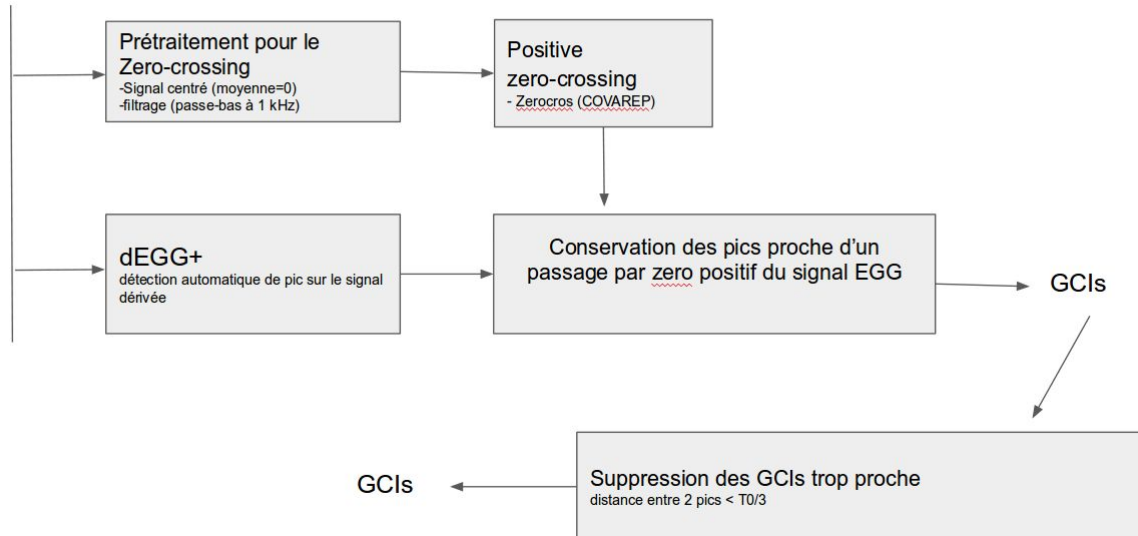 Prétraitement pour le
Zero-crossing
-Signal centré (moyenne=0)
-filtrage (passe-bas à 1 kHz)
Positive
zero-crossing
- Zerocros (COVAREP)
dEGG+
détection automatique de pic sur le signal
dérivée
Conservation des pics proche d'un
passage par zero positif du signal EGG
GCIs
Suppression des GCIs trop proche
distance entre 2 pics < T0/3
GCIs